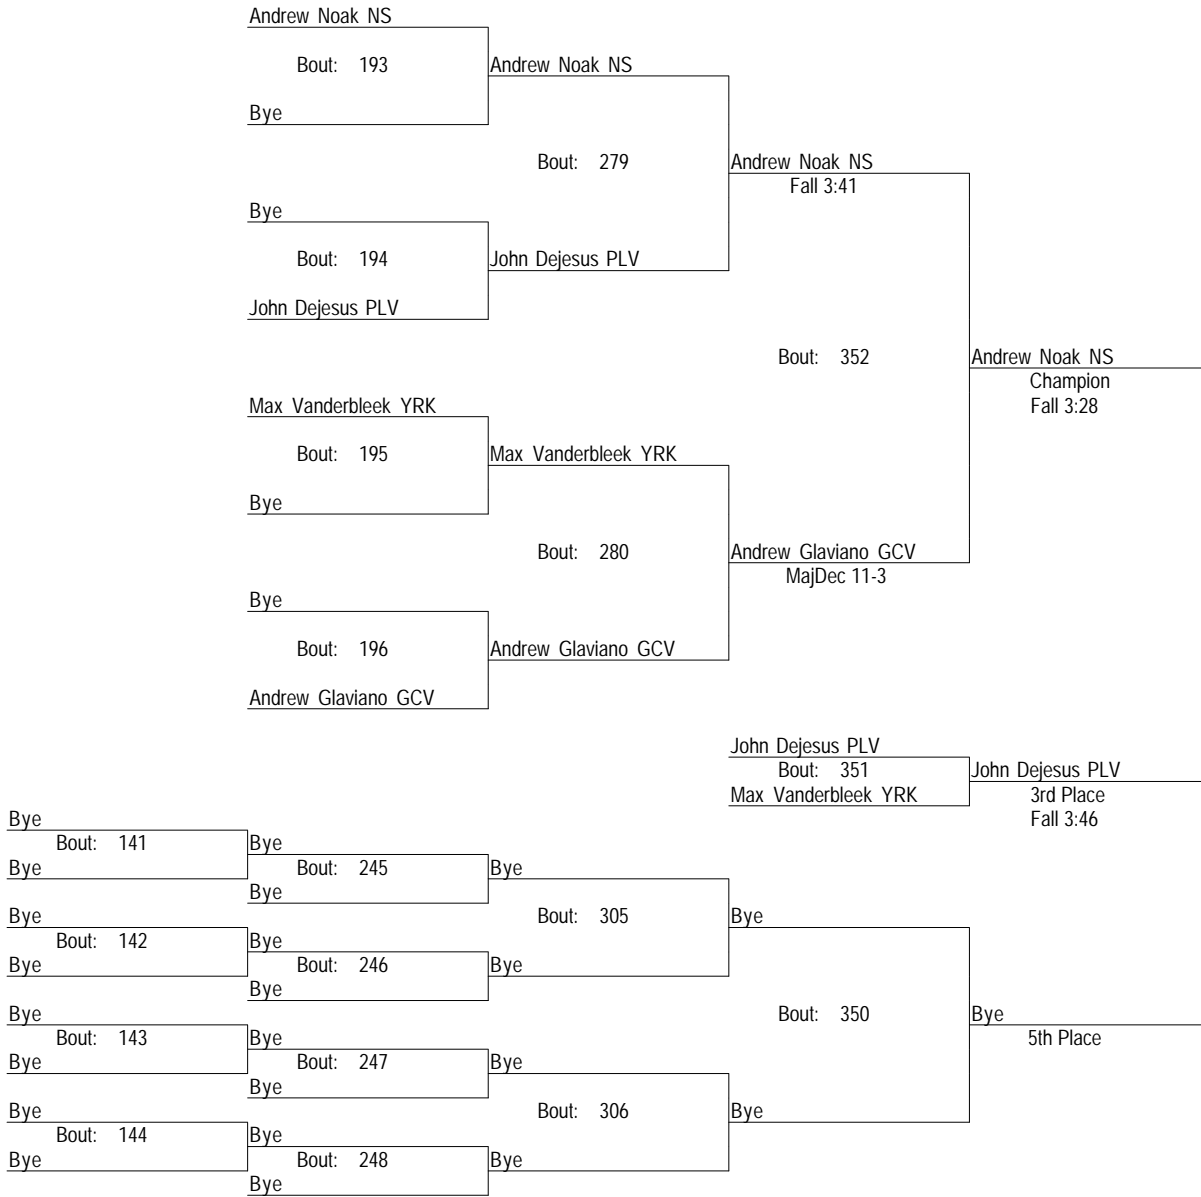 Andrew Noak NS
Bout: 193
Andrew Noak NS
Bye
Bout: 279
Andrew Noak NS
Fall 3:41
Bye
Bout: 194
John Dejesus PLV
John Dejesus PLV
Bout: 352
Andrew Noak NS
Champion
Fall 3:28
Max Vanderbleek YRK
Bout: 195
Max Vanderbleek YRK
Bye
Bout: 280
Andrew Glaviano GCV
MajDec 11-3
Bye
Bout: 196
Andrew Glaviano GCV
Andrew Glaviano GCV
John Dejesus PLV
Bout: 351
John Dejesus PLV
Max Vanderbleek YRK
3rd Place
Fall 3:46
Bye
Bout: 141
Bye
Bye
Bout: 245
Bye
Bye
Bye
Bout: 305
Bye
Bout: 142
Bye
Bye
Bout: 246
Bye
Bye
Bye
Bout: 350
Bye
5th Place
Bye
Bout: 143
Bye
Bye
Bout: 247
Bye
Bye
Bye
Bout: 306
Bye
Bout: 144
Bye
Bye
Bout: 248
Bye
Bye
Bye